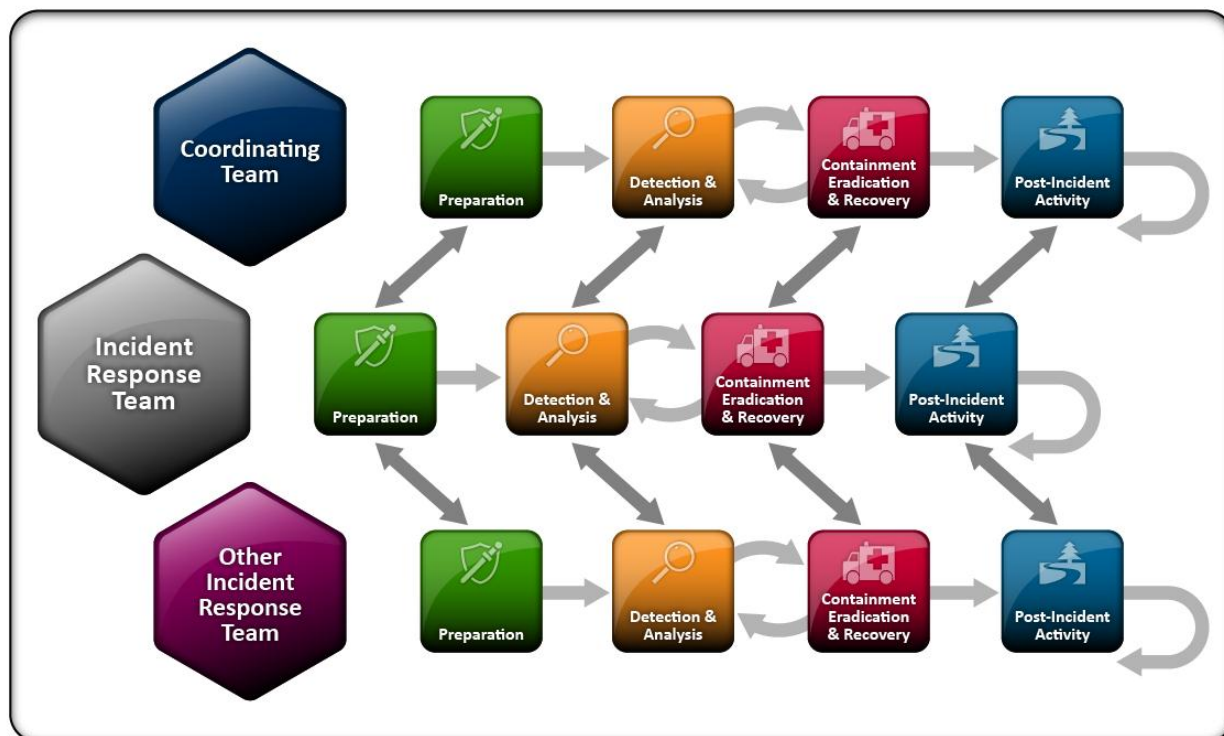 Coordinating
Team
Preparation
Detection &
Analysis
Containment
Eradication
& Recovery
Post-Incident
Activity
Incident
Response
Team
Preparation
Detection &
Analysis
Containment
Eradication
& Recovery
Post-Incident
Activity
Other
Incident
Response
Team
Preparation
Detection &
Analysis
Containment
Eradication
& Recovery
Post-Incident
Activity